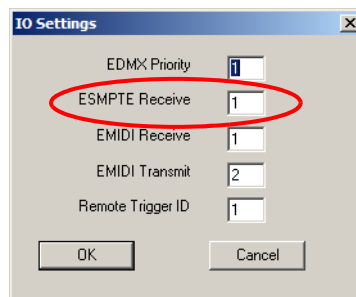 IO Settings
EDMX Priority 1
ESMPTE Receive 1
EMIDI Receive 1
EMIDI Transmit 2
Remote Trigger ID 1
OK Cancel